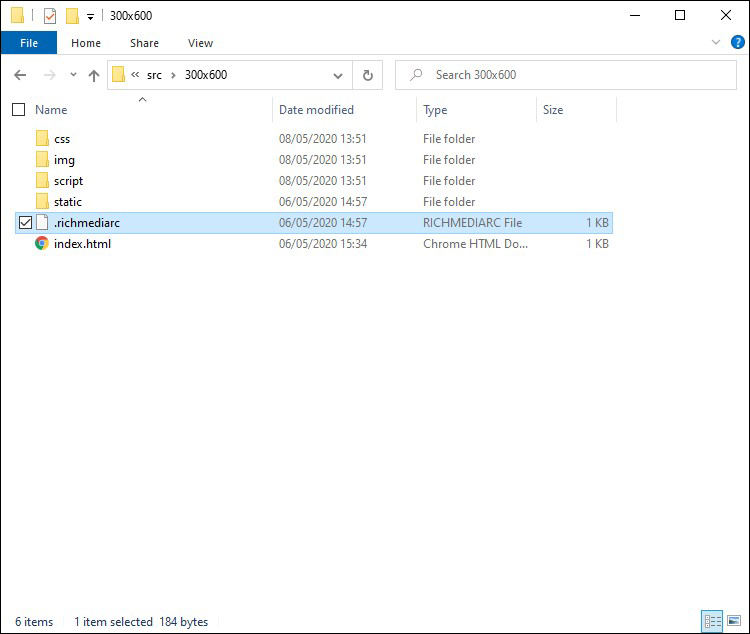 300x600
File Home Share View
« src > 300x600 Search 300x600
Name Date modified Type Size
css 08/05/2020 13:51 File folder
img 08/05/2020 13:51 File folder
script 08/05/2020 13:51 File folder
static 06/05/2020 14:57 File folder
.richmediarc 06/05/2020 14:57 RICHMEDIARC File 1 KB
index.html 06/05/2020 15:34 Chrome HTML Do... 1 KB
6 items 1 item selected 184 bytes